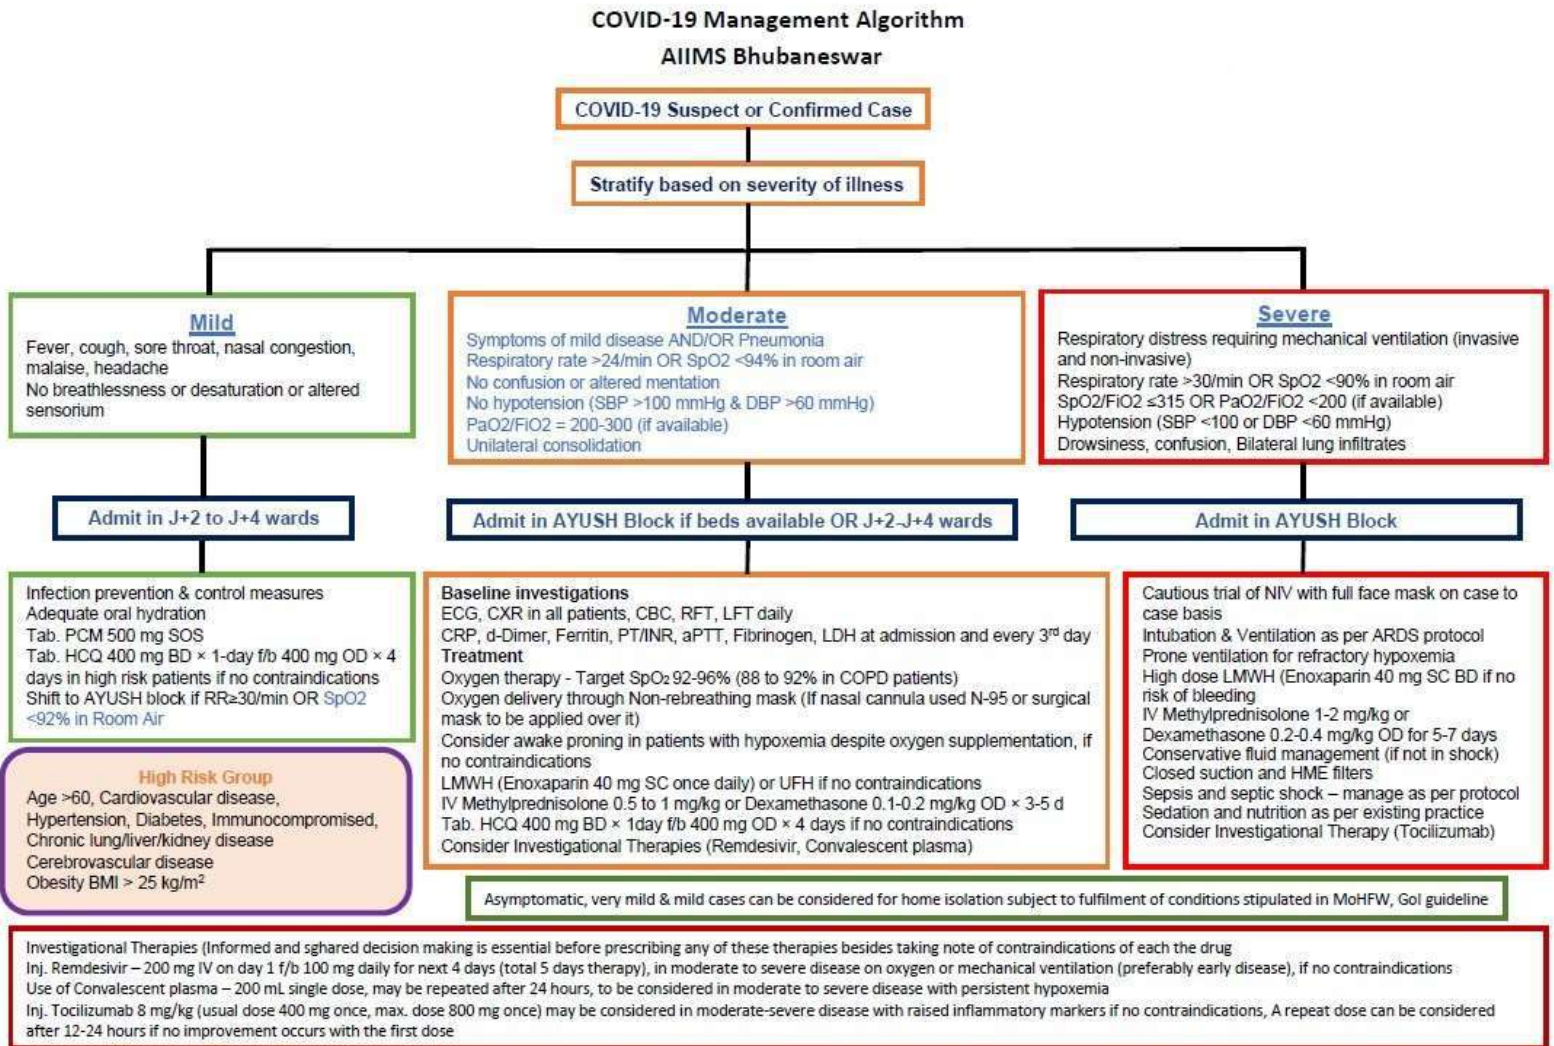 COVID-19 Management Algorithm
AIIMS Bhubaneswar
COVID-19 Suspect or Confirmed Case
Stratify based on severity of illness
Mild
Fever, cough, sore throat, nasal congestion,
malaise, headache
No breathlessness or desaturation or altered
sensorium
Moderate
Symptoms of mild disease AND/OR Pneumonia
Respiratory rate >24/min OR SpO2 <94% in room air
No confusion or altered mentation
No hypotension (SBP >100 mmHg & DBP >60 mmHg)
PaO2/FiO2 = 200-300 (if available)
Unilateral consolidation
Severe
Respiratory distress requiring mechanical ventilation (invasive
and non-invasive)
Respiratory rate >30/min OR SpO2 <90% in room air
SpO2/FiO2 ≤315 OR PaO2/FiO2 <200 (if available)
Hypotension (SBP <100 or DBP <60 mmHg)
Drowsiness, confusion, Bilateral lung infiltrates
Admit in J+2 to J+4 wards
Admit in AYUSH Block if beds available OR J+2-J+4 wards
Admit in AYUSH Block
Infection prevention & control measures
Adequate oral hydration
Tab. PCM 500 mg SOS
Tab. HCQ 400 mg BD × 1-day f/b 400 mg OD × 4
days in high risk patients if no contraindications
Shift to AYUSH block if RR≥30/min OR SpO2
<92% in Room Air
High Risk Group
Age >60, Cardiovascular disease,
Hypertension, Diabetes, Immunocompromised,
Chronic lung/liver/kidney disease
Cerebrovascular disease
Obesity BMI > 25 kg/m²
Baseline investigations
ECG, CXR in all patients, CBC, RFT, LFT daily
CRP, d-Dimer, Ferritin, PT/INR, aPTT, Fibrinogen, LDH at admission and every 3rd day
Treatment
Oxygen therapy - Target SpO₂ 92-96% (88 to 92% in COPD patients)
Oxygen delivery through Non-rebreathing mask (If nasal cannula used N-95 or surgical
mask to be applied over it)
Consider awake proning in patients with hypoxemia despite oxygen supplementation, if
no contraindications
LMWH (Enoxaparin 40 mg SC once daily) or UFH if no contraindications
IV Methylprednisolone 0.5 to 1 mg/kg or Dexamethasone 0.1-0.2 mg/kg OD × 3-5 d
Tab. HCQ 400 mg BD × 1day f/b 400 mg OD × 4 days if no contraindications
Consider Investigational Therapies (Remdesivir, Convalescent plasma)
Cautious trial of NIV with full face mask on case to
case basis
Intubation & Ventilation as per ARDS protocol
Prone ventilation for refractory hypoxemia
High dose LMWH (Enoxaparin 40 mg SC BD if no
risk of bleeding
IV Methylprednisolone 1-2 mg/kg or
Dexamethasone 0.2-0.4 mg/kg OD for 5-7 days
Conservative fluid management (if not in shock)
Closed suction and HME filters
Sepsis and septic shock – manage as per protocol
Sedation and nutrition as per existing practice
Consider Investigational Therapy (Tocilizumab)
Asymptomatic, very mild & mild cases can be considered for home isolation subject to fulfilment of conditions stipulated in MoHFW, GoI guideline
Investigational Therapies (Informed and sghared decision making is essential before prescribing any of these therapies besides taking note of contraindications of each the drug
Inj. Remdesivir – 200 mg IV on day 1 f/b 100 mg daily for next 4 days (total 5 days therapy), in moderate to severe disease on oxygen or mechanical ventilation (preferably early disease), if no contraindications
Use of Convalescent plasma – 200 mL single dose, may be repeated after 24 hours, to be considered in moderate to severe disease with persistent hypoxemia
Inj. Tocilizumab 8 mg/kg (usual dose 400 mg once, max. dose 800 mg once) may be considered in moderate-severe disease with raised inflammatory markers if no contraindications, A repeat dose can be considered
after 12-24 hours if no improvement occurs with the first dose